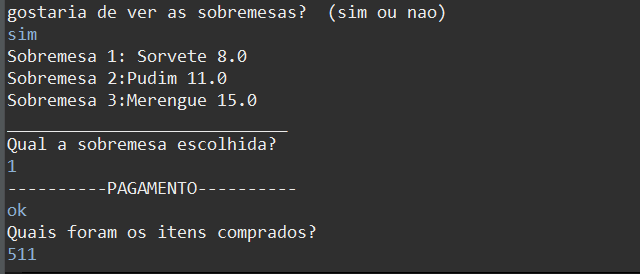 gostaria de ver as sobremesas?  (sim ou nao)
sim
Sobremesa 1: Sorvete 8.0
Sobremesa 2:Pudim 11.0
Sobremesa 3:Merengue 15.0
____________________________
Qual a sobremesa escolhida?
1
----------PAGAMENTO----------
ok
Quais foram os itens comprados?
511